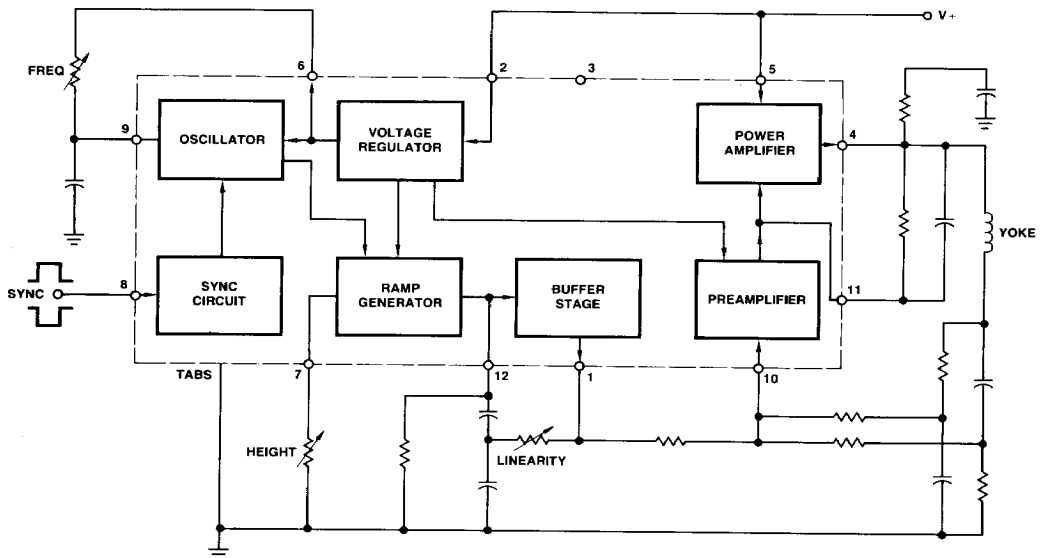 V+
FREQ
6
2
3
5
9
OSCILLATOR
VOLTAGE
REGULATOR
POWER
AMPLIFIER
4
YOKE
SYNC
8
SYNC
CIRCUIT
RAMP
GENERATOR
BUFFER
STAGE
PREAMPLIFIER
11
TABS
7
12
1
10
HEIGHT
LINEARITY